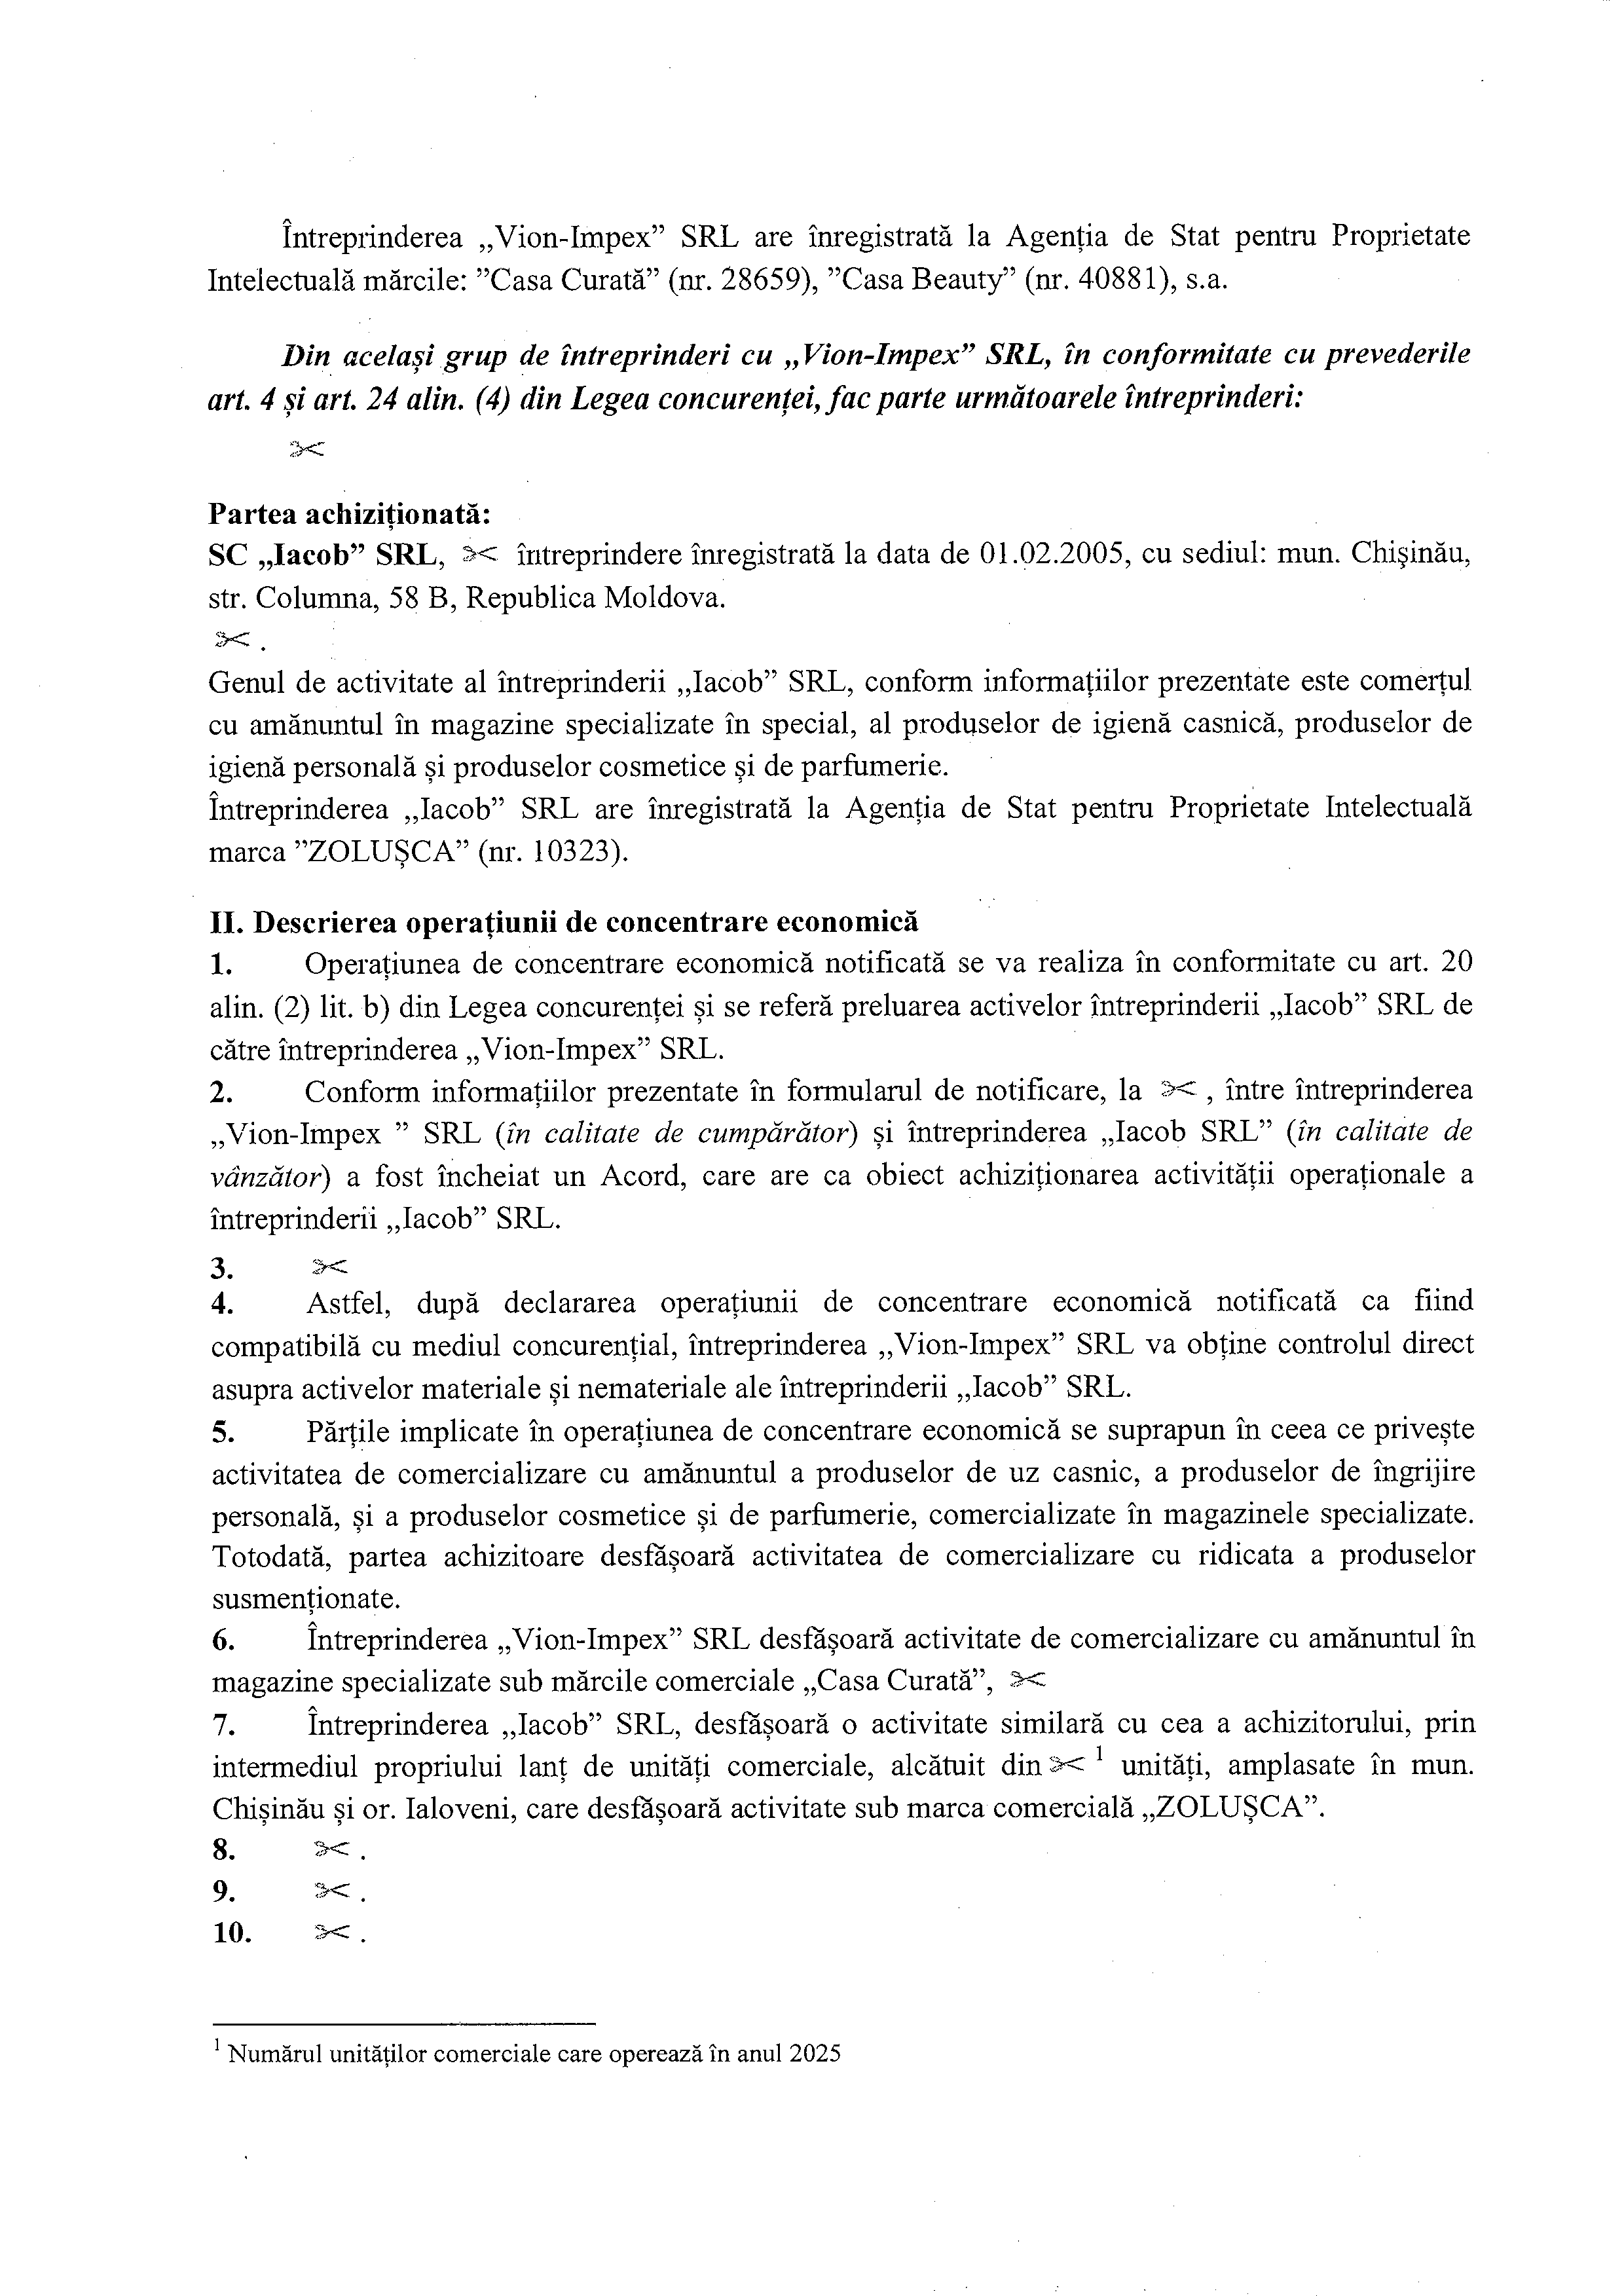 Întreprinderea „Vion-Impex” SRL are înregistrată la Agenția de Stat pentru Proprietate
Intelectuală mărcile: ”Casa Curată” (nr. 28659), ”Casa Beauty” (nr. 40881), s.a.
Din același grup de întreprinderi cu „Vion-Impex” SRL, în conformitate cu prevederile
art. 4 și art. 24 alin. (4) din Legea concurenței, fac parte următoarele întreprinderi:
✂
Partea achiziționată:
SC „Iacob” SRL, ✂ întreprindere înregistrată la data de 01.02.2005, cu sediul: mun. Chişinău,
str. Columna, 58 B, Republica Moldova.
✂ .
Genul de activitate al întreprinderii „Iacob” SRL, conform informațiilor prezentate este comerțul
cu amănuntul în magazine specializate în special, al produselor de igienă casnică, produselor de
igienă personală și produselor cosmetice și de parfumerie.
Întreprinderea „Iacob” SRL are înregistrată la Agenția de Stat pentru Proprietate Intelectuală
marca ”ZOLUȘCA” (nr. 10323).
II. Descrierea operațiunii de concentrare economică
1. Operațiunea de concentrare economică notificată se va realiza în conformitate cu art. 20
alin. (2) lit. b) din Legea concurenței și se referă preluarea activelor întreprinderii „Iacob” SRL de
către întreprinderea „Vion-Impex” SRL.
2. Conform informațiilor prezentate în formularul de notificare, la ✂ , între întreprinderea
„Vion-Impex ” SRL (în calitate de cumpărător) și întreprinderea „Iacob SRL” (în calitate de
vânzător) a fost încheiat un Acord, care are ca obiect achiziționarea activității operaționale a
întreprinderii „Iacob” SRL.
3. ✂
4. Astfel, după declararea operațiunii de concentrare economică notificată ca fiind
compatibilă cu mediul concurențial, întreprinderea „Vion-Impex” SRL va obține controlul direct
asupra activelor materiale și nemateriale ale întreprinderii „Iacob” SRL.
5. Părțile implicate în operațiunea de concentrare economică se suprapun în ceea ce privește
activitatea de comercializare cu amănuntul a produselor de uz casnic, a produselor de îngrijire
personală, și a produselor cosmetice și de parfumerie, comercializate în magazinele specializate.
Totodată, partea achizitoare desfășoară activitatea de comercializare cu ridicata a produselor
susmenționate.
6. Întreprinderea „Vion-Impex” SRL desfășoară activitate de comercializare cu amănuntul în
magazine specializate sub mărcile comerciale „Casa Curată”, ✂
7. Întreprinderea „Iacob” SRL, desfășoară o activitate similară cu cea a achizitorului, prin
intermediul propriului lanț de unități comerciale, alcătuit din ✂ 1 unități, amplasate în mun.
Chișinău și or. Ialoveni, care desfășoară activitate sub marca comercială „ZOLUȘCA”.
8. ✂ .
9. ✂ .
10. ✂ .
1 Numărul unităților comerciale care operează în anul 2025